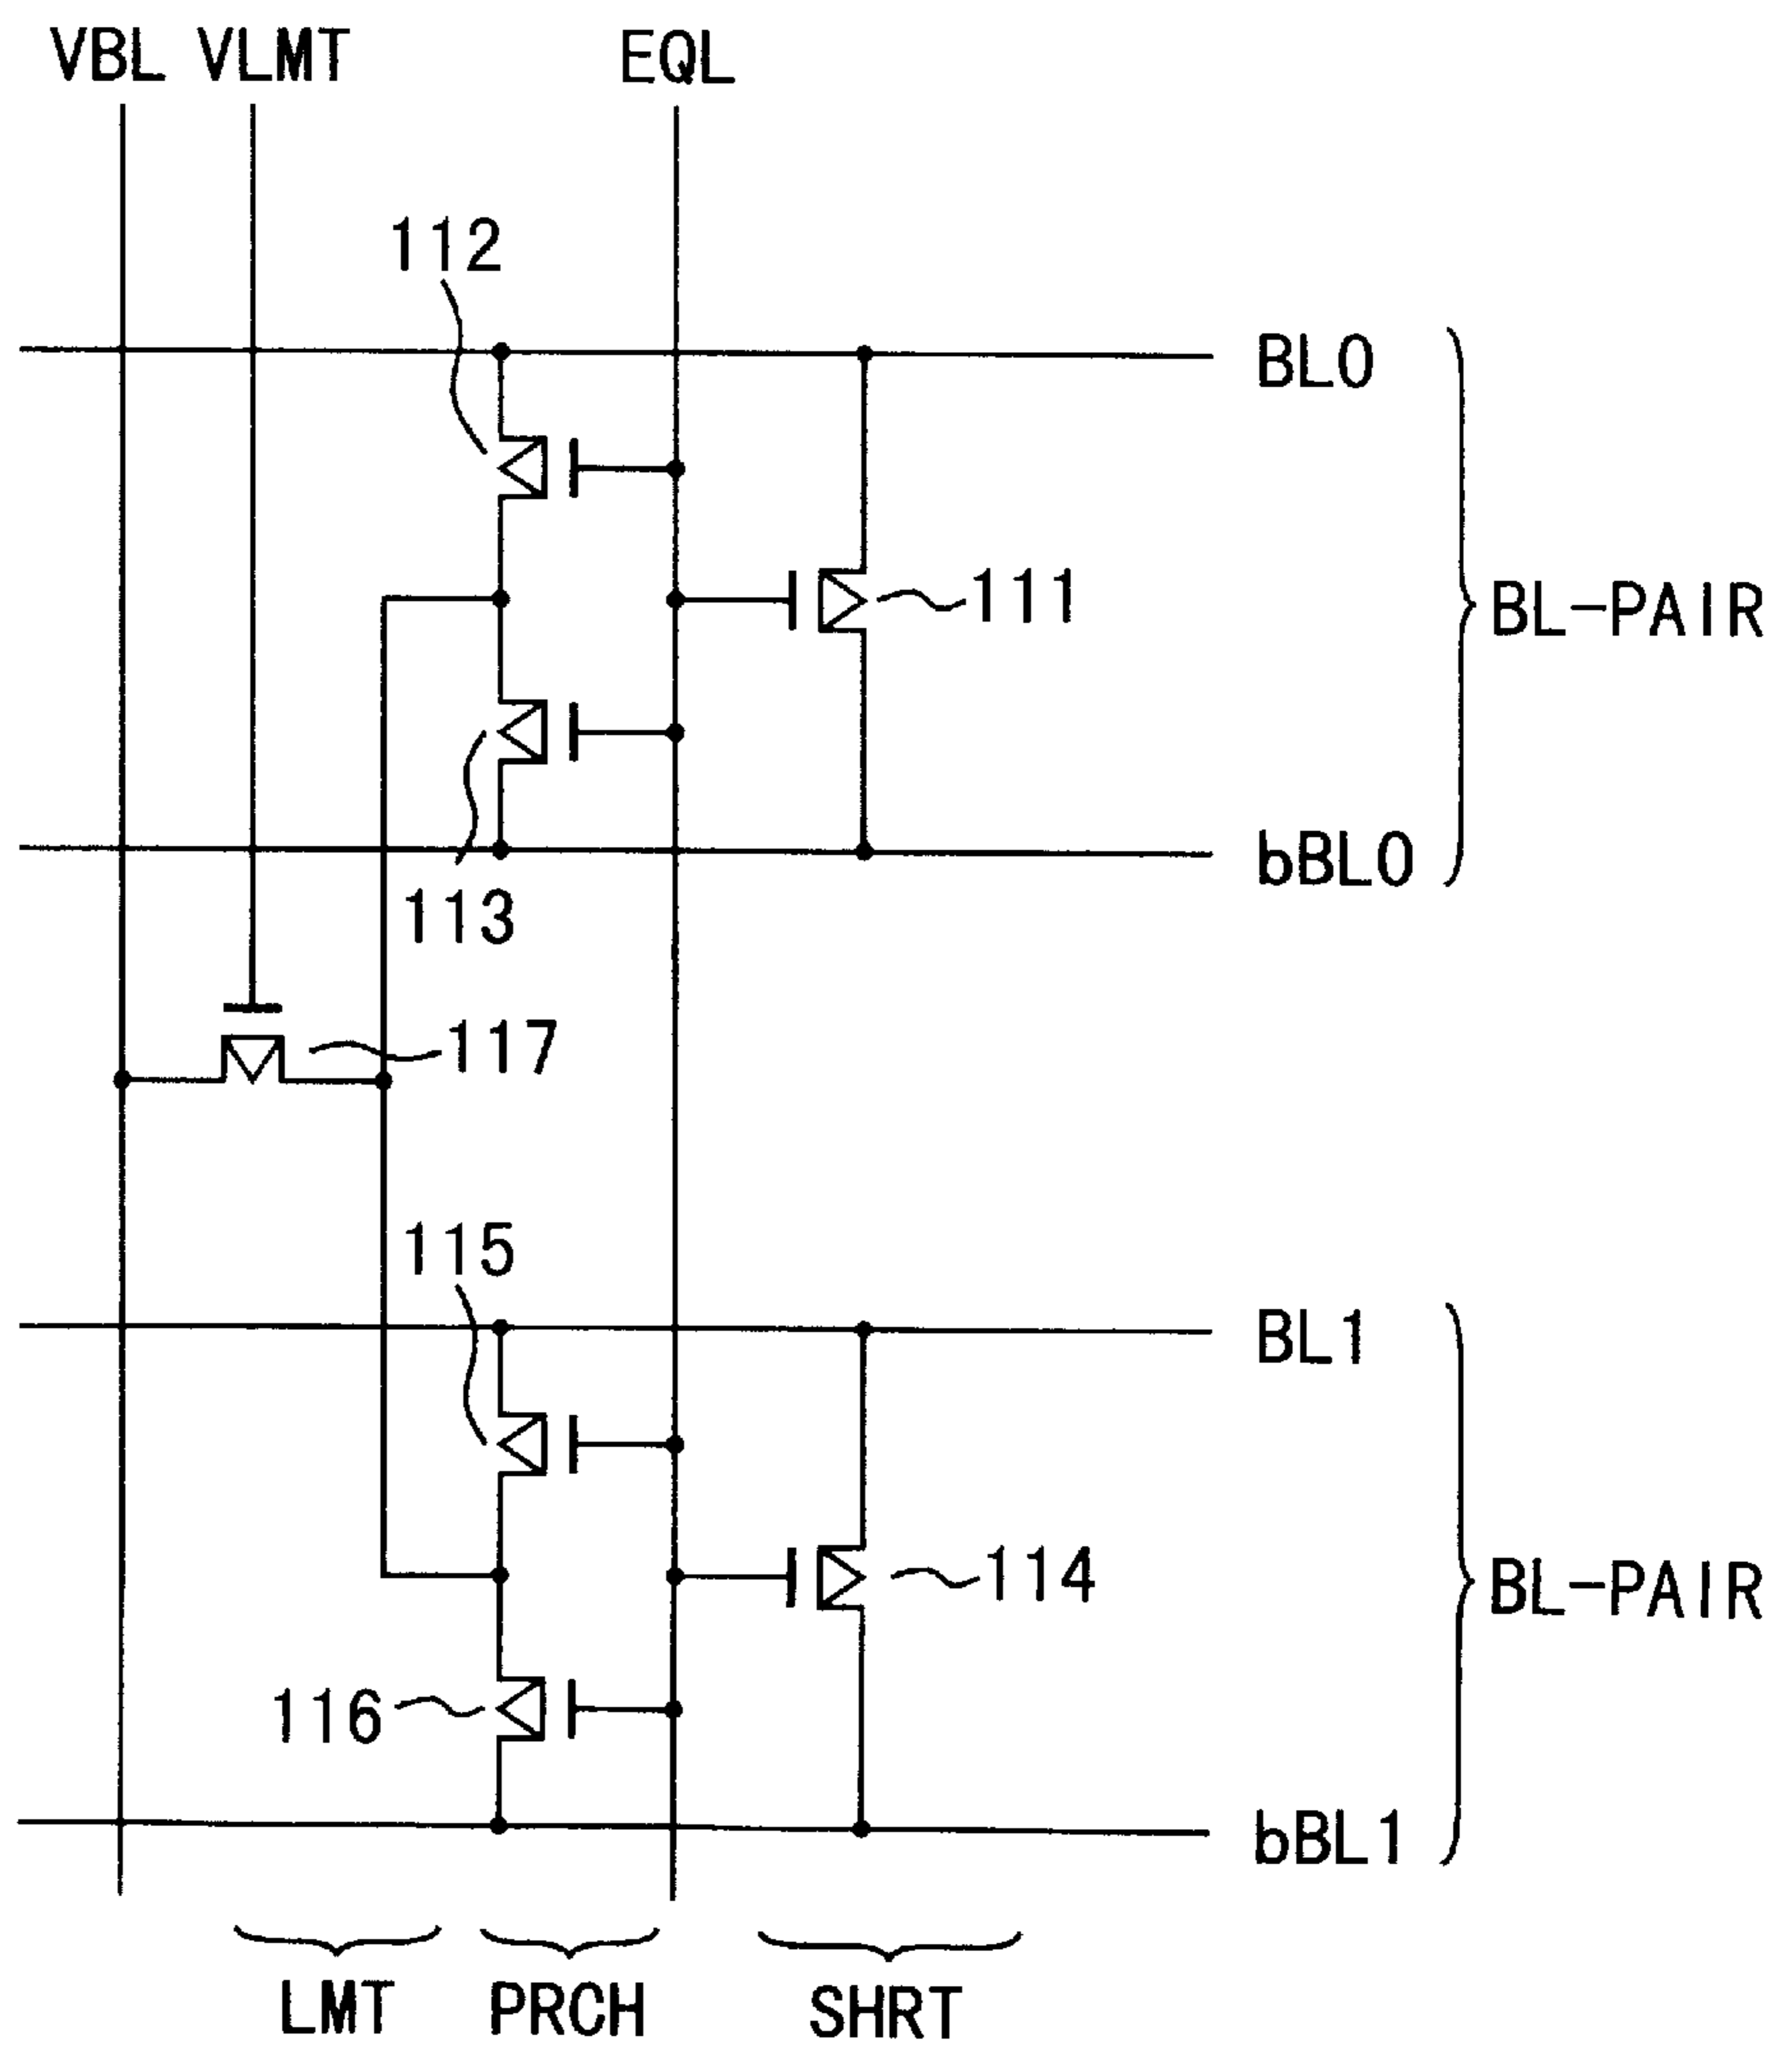 VBL VLMT EQL
112
BL0
111
BL-PAIR
bBL0
113
117
115
BL1
114
BL-PAIR
116
bBL1
LMT PRCH SHRT